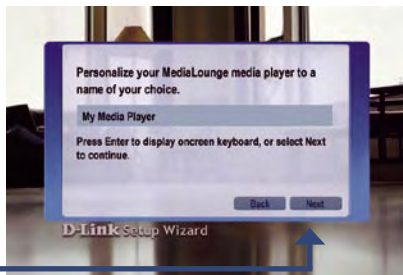 Personalize your MediaLounge media player to a
name of your choice.
My Media Player
Press Enter to display oncreen keyboard, or select Next
to continue.
Back Next
D-Link Setup Wizard